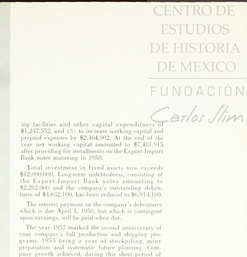 CENTRO DE
ESTUDIOS
DE HISTORIA
DE MEXICO
FUNDACIÓN
Carlos Slim
ing facilities and other capital expenditures of
$1,247,552, and (3) to increase working capital and
prepaid expenses by $2,464,902. At the end of the
year net working capital amounted to $7,481,915
after providing for installments on the Export-Import
Bank notes maturing in 1958.
Total investment in fixed assets now exceeds
$12,000,000. Long-term indebtedness, consisting of
the Export-Import Bank notes amounting to
$2,282,000 and the company's outstanding deben-
tures of $4,632,100, has been reduced to $6,914,100.
The interest payment on the company's debentures
which is due April 1, 1958, but which is contingent
upon earnings, will be paid when due.
The year 1957 marked the second anniversary of
your company's full production and shipping pro-
grams, 1955 being a year of stockpiling, mine
preparation and systematic future planning. Com-
pany growth achieved, during this short period of